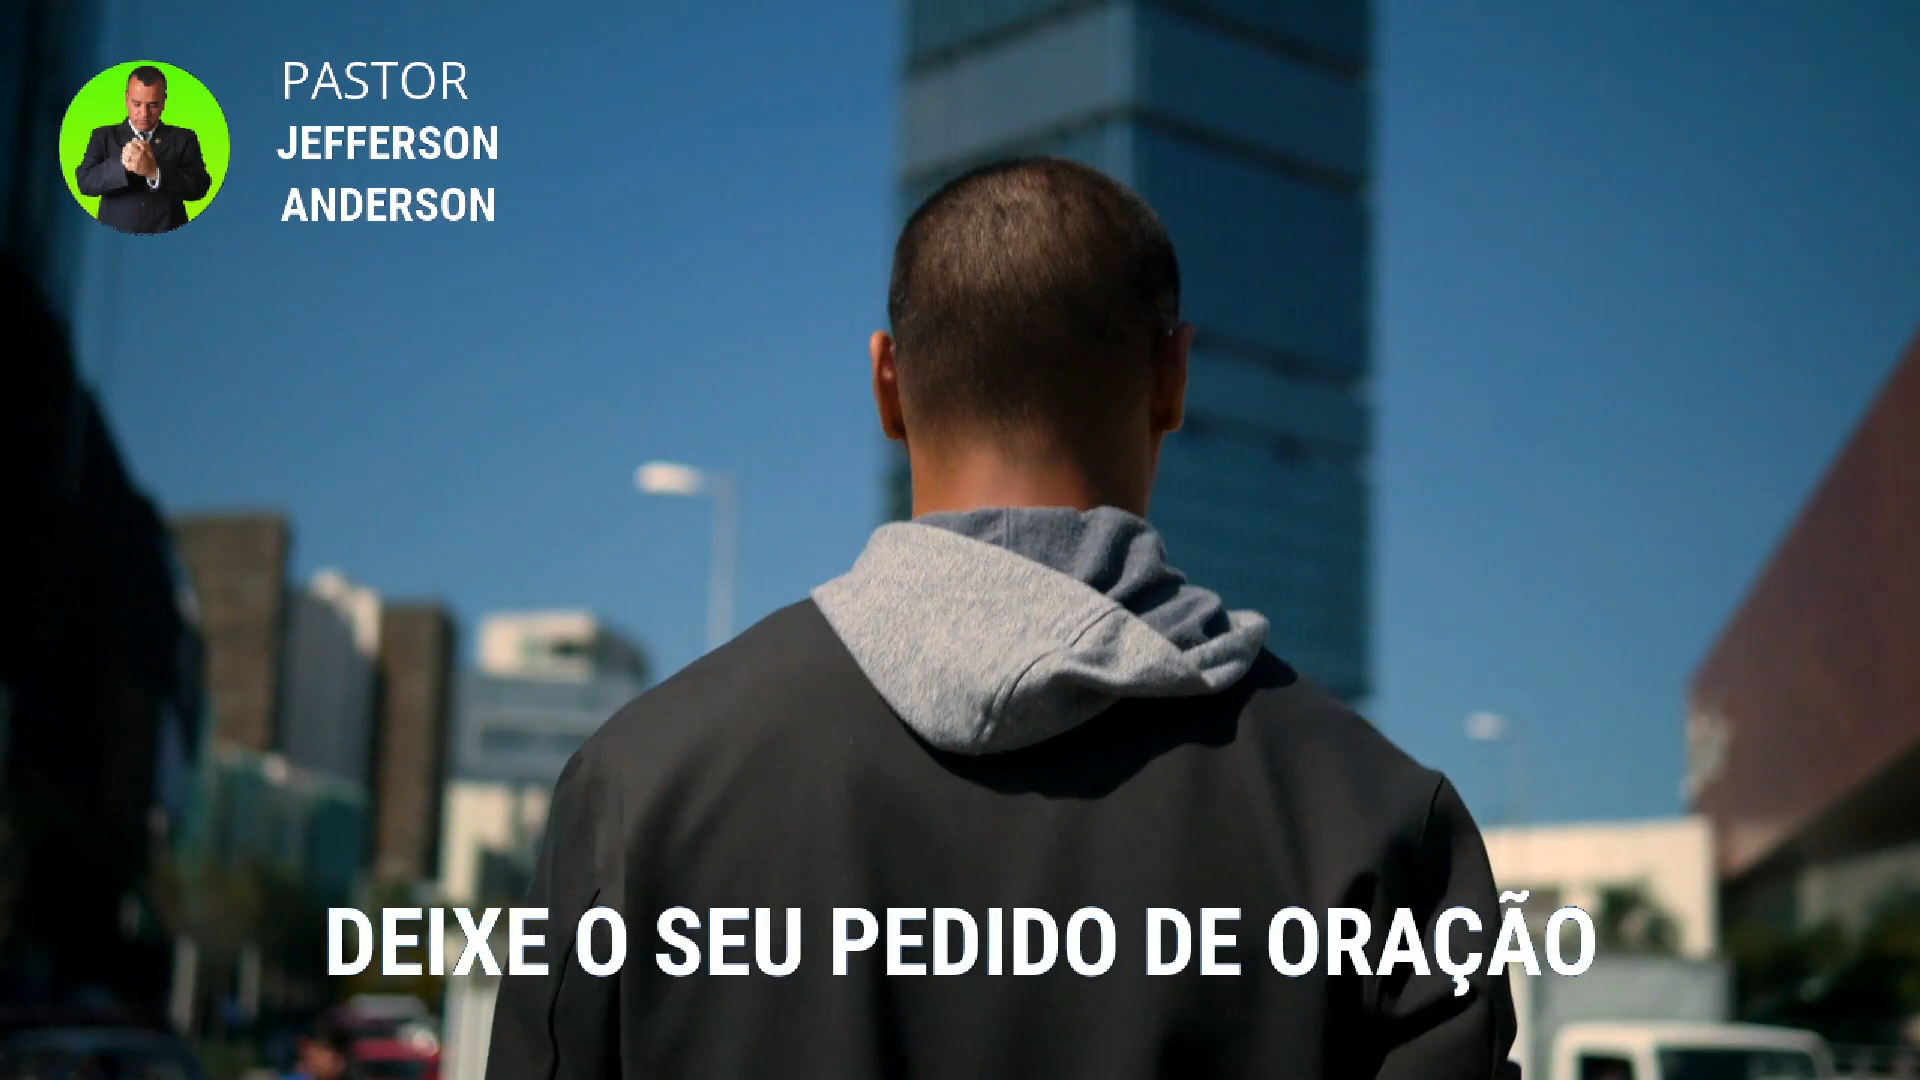 PASTOR
JEFFERSON
ANDERSON
DEIXE O SEU PEDIDO DE ORAÇÃO